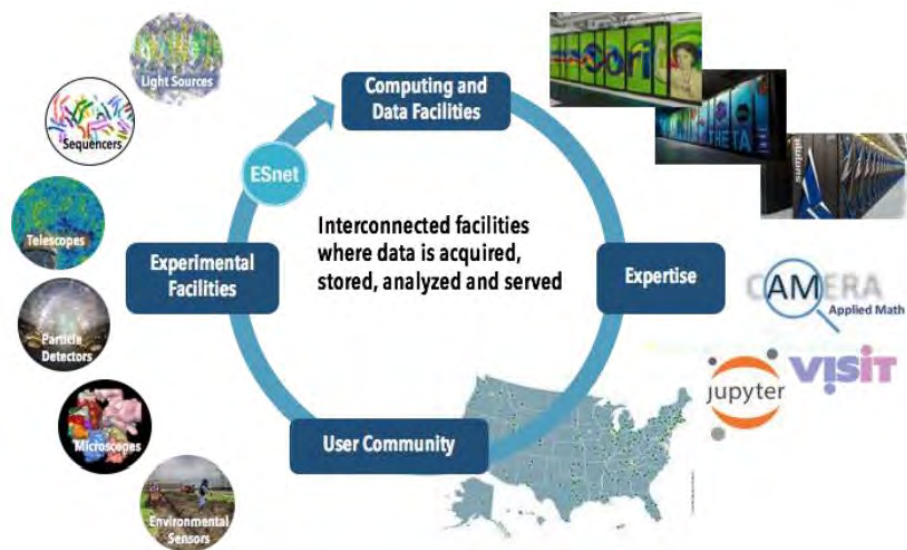 Light Sources
Sequencers
Telescopes
Particle
Detectors
Microscopes
Environmental
Sensors
Computing and
Data Facilities
ESnet
Experimental
Facilities
Interconnected facilities
where data is acquired,
stored, analyzed and served
Expertise
User Community
THETA
CAMERA
Applied Math
jupyter
VISIT